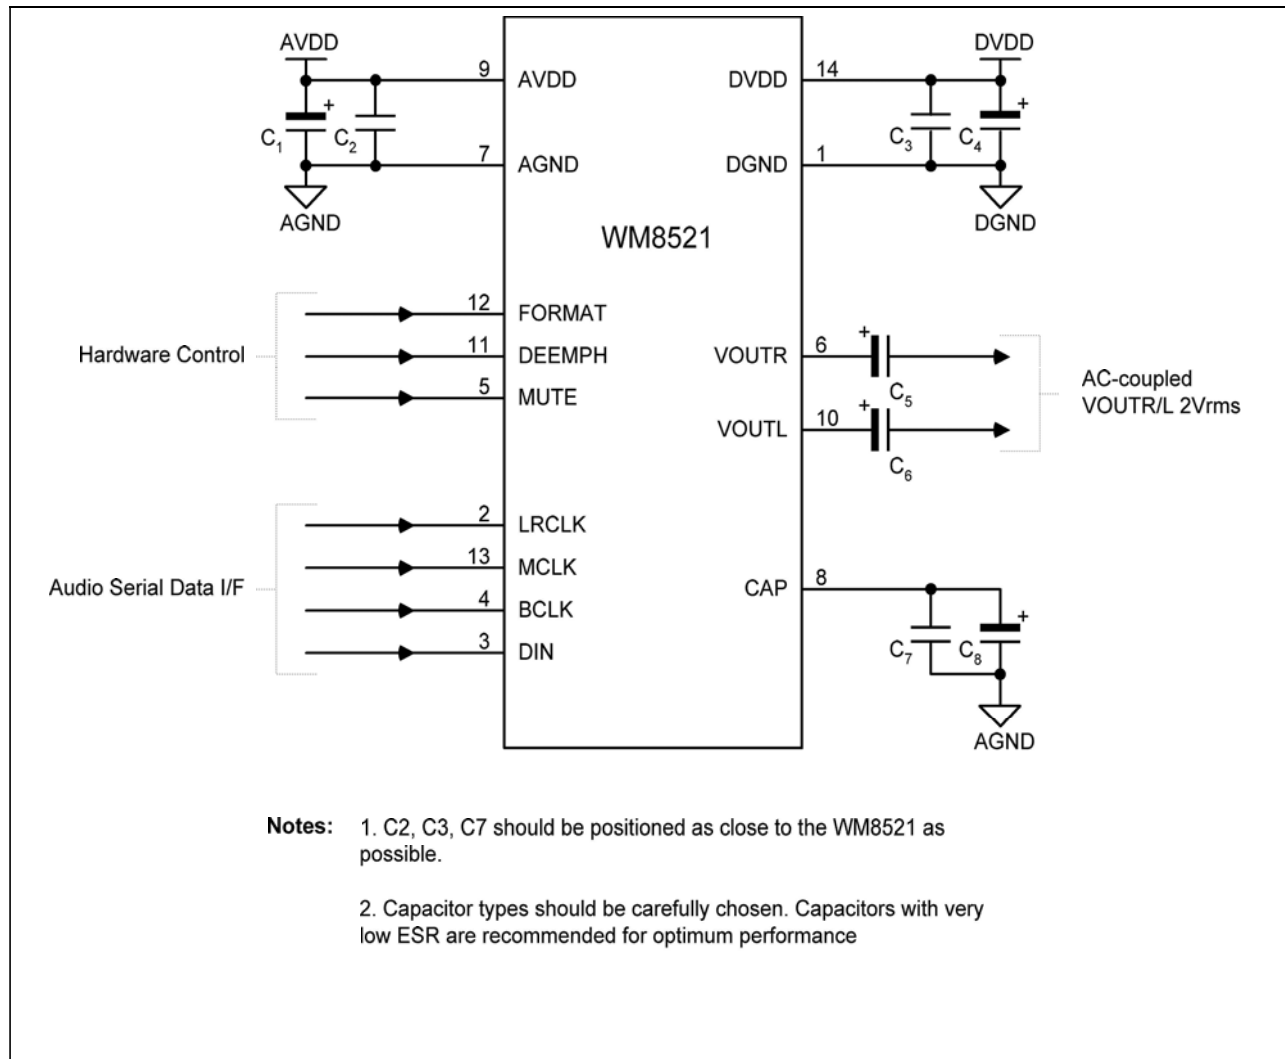 AVDD
DVDD
9
AVDD
DVDD
14
+
C1
C2
C3
C4
+
7
AGND
DGND
1
AGND
DGND
WM8521
Hardware Control
12
FORMAT
11
DEEMPH
5
MUTE
VOUTR
6
+
C5
VOUTL
10
+
C6
AC-coupled
VOUTR/L 2Vrms
Audio Serial Data I/F
2
LRCLK
13
MCLK
4
BCLK
3
DIN
CAP
8
C7
C8
+
AGND
Notes: 1. C2, C3, C7 should be positioned as close to the WM8521 as
possible.
2. Capacitor types should be carefully chosen. Capacitors with very
low ESR are recommended for optimum performance